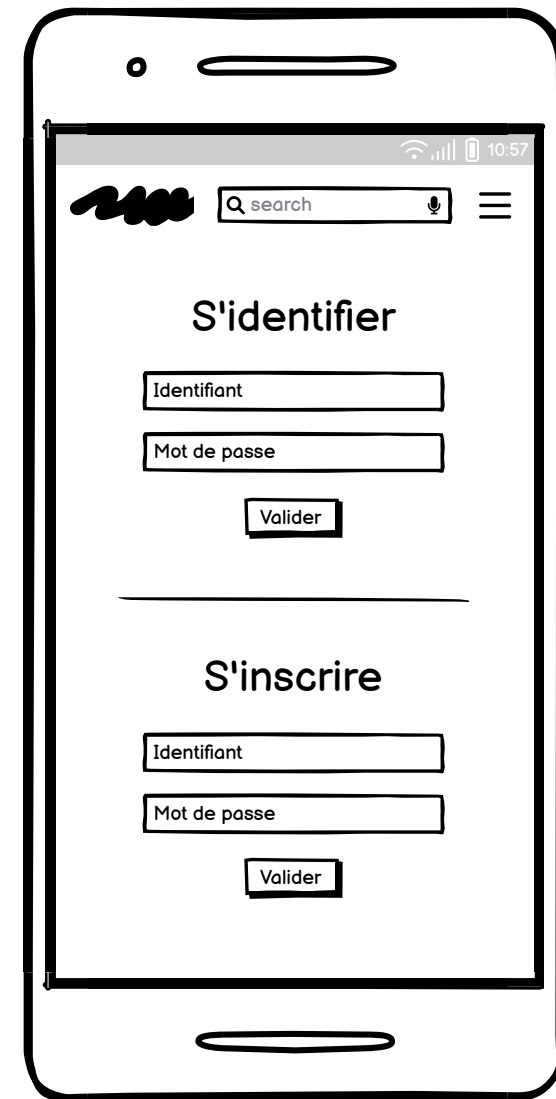 10:57
search
S'identifier
Identifiant
Mot de passe
Valider
S'inscrire
Identifiant
Mot de passe
Valider